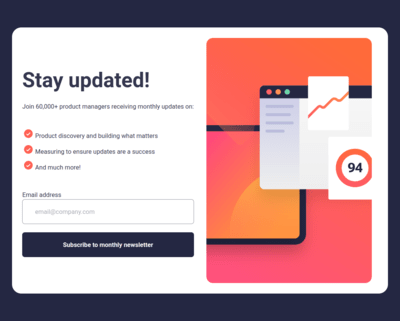 Stay updated!
Join 60,000+ product managers receiving monthly updates on:
Product discovery and building what matters
Measuring to ensure updates are a success
And much more!
Email address
email@company.com
Subscribe to monthly newsletter
94